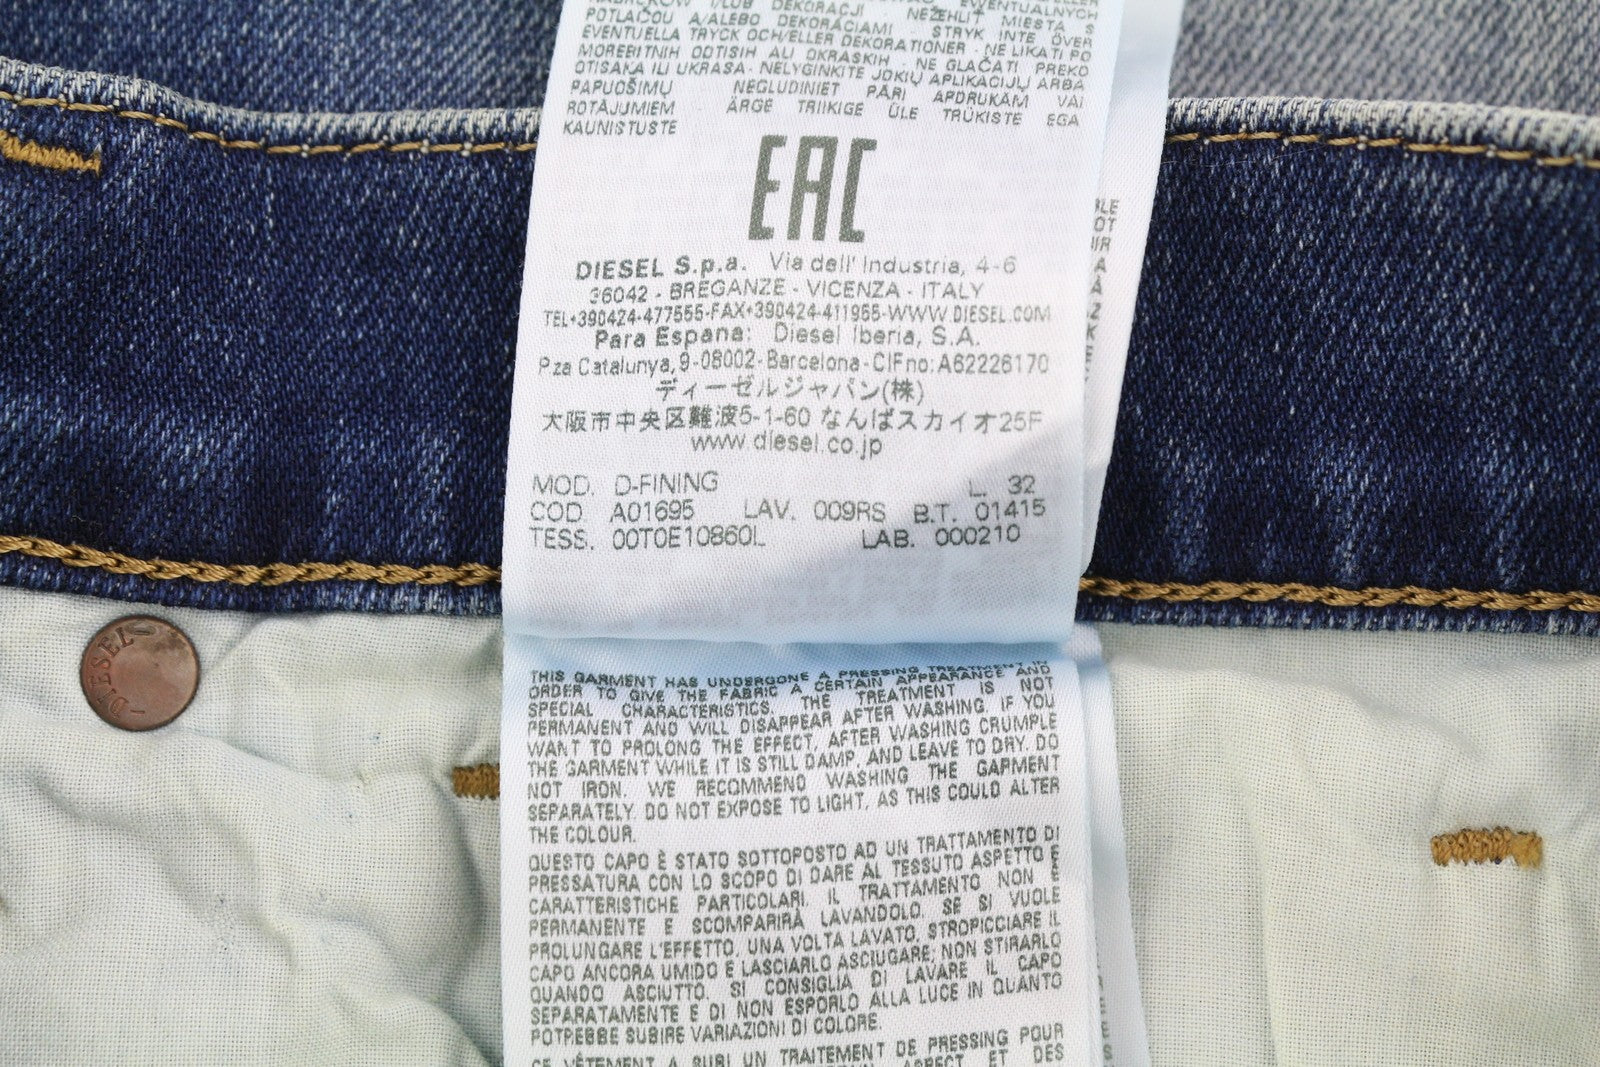 I/LUB DEKORACJI NEŻEHLIT MIESTA S EVENTUALNYCH
POTLAČOU A/ALEBO DEKORÁCIAMI - STRYK INTE ÖVER
EVENTUELLA TRYCK OCH/ELLER DEKORATIONER - NE LIKATI PO
MOREBITNIH ODTISIH ALI OKRASKIH - NE GLAČATI PREKO
OTISAKA ILI UKRASA - NELYGINKITE JOKIŲ APLIKACIJŲ ARBA
PAPUOŠIMŲ NEGLUDINIET PĀRI APDRUKĀM VAI
ROTĀJUMIEM ÄRGE TRIIKIGE ÜLE TRÜKISTE EGA
KAUNISTUSTE
EAC
DIESEL S.p.a. Via dell' Industria, 4-6
36042 - BREGANZE - VICENZA - ITALY
TEL+390424-477555-FAX+390424-411955-WWW.DIESEL.COM
Para Espana: Diesel Iberia, S.A.
P.za Catalunya, 9-08002-Barcelona-CIF no: A62226170
ディーゼルジャパン(株)
大阪市中央区難波5-1-60 なんばスカイオ25F
www.diesel.co.jp
MOD. D-FINING L. 32
COD. A01695 LAV. 009RS B.T. 01415
TESS. 00T0E10860IL LAB. 000210
DIESEL
THIS GARMENT HAS UNDERGONE A PRESSING TREATMENT IN
ORDER TO GIVE THE FABRIC A CERTAIN APPEARANCE AND
SPECIAL CHARACTERISTICS. THE TREATMENT IS NOT
PERMANENT AND WILL DISAPPEAR AFTER WASHING. IF YOU
WANT TO PROLONG THE EFFECT, AFTER WASHING CRUMPLE
THE GARMENT WHILE IT IS STILL DAMP, AND LEAVE TO DRY. DO
NOT IRON. WE RECOMMEND WASHING THE GARMENT
SEPARATELY. DO NOT EXPOSE TO LIGHT, AS THIS COULD ALTER
THE COLOUR.
QUESTO CAPO È STATO SOTTOPOSTO AD UN TRATTAMENTO DI
PRESSATURA CON LO SCOPO DI DARE AL TESSUTO ASPETTO E
CARATTERISTICHE PARTICOLARI. IL TRATTAMENTO NON È
PERMANENTE E SCOMPARIRÀ LAVANDOLO. SE SI VUOLE
PROLUNGARE L'EFFETTO, UNA VOLTA LAVATO, STROPICCIARE IL
CAPO ANCORA UMIDO E LASCIARLO ASCIUGARE; NON STIRARLO
QUANDO ASCIUTTO. SI CONSIGLIA DI LAVARE IL CAPO
SEPARATAMENTE E DI NON ESPORLO ALLA LUCE IN QUANTO
POTREBBE SUBIRE VARIAZIONI DI COLORE.
CE VÊTEMENT A SUBI UN TRAITEMENT DE PRESSING POUR
ASPECT ET DES